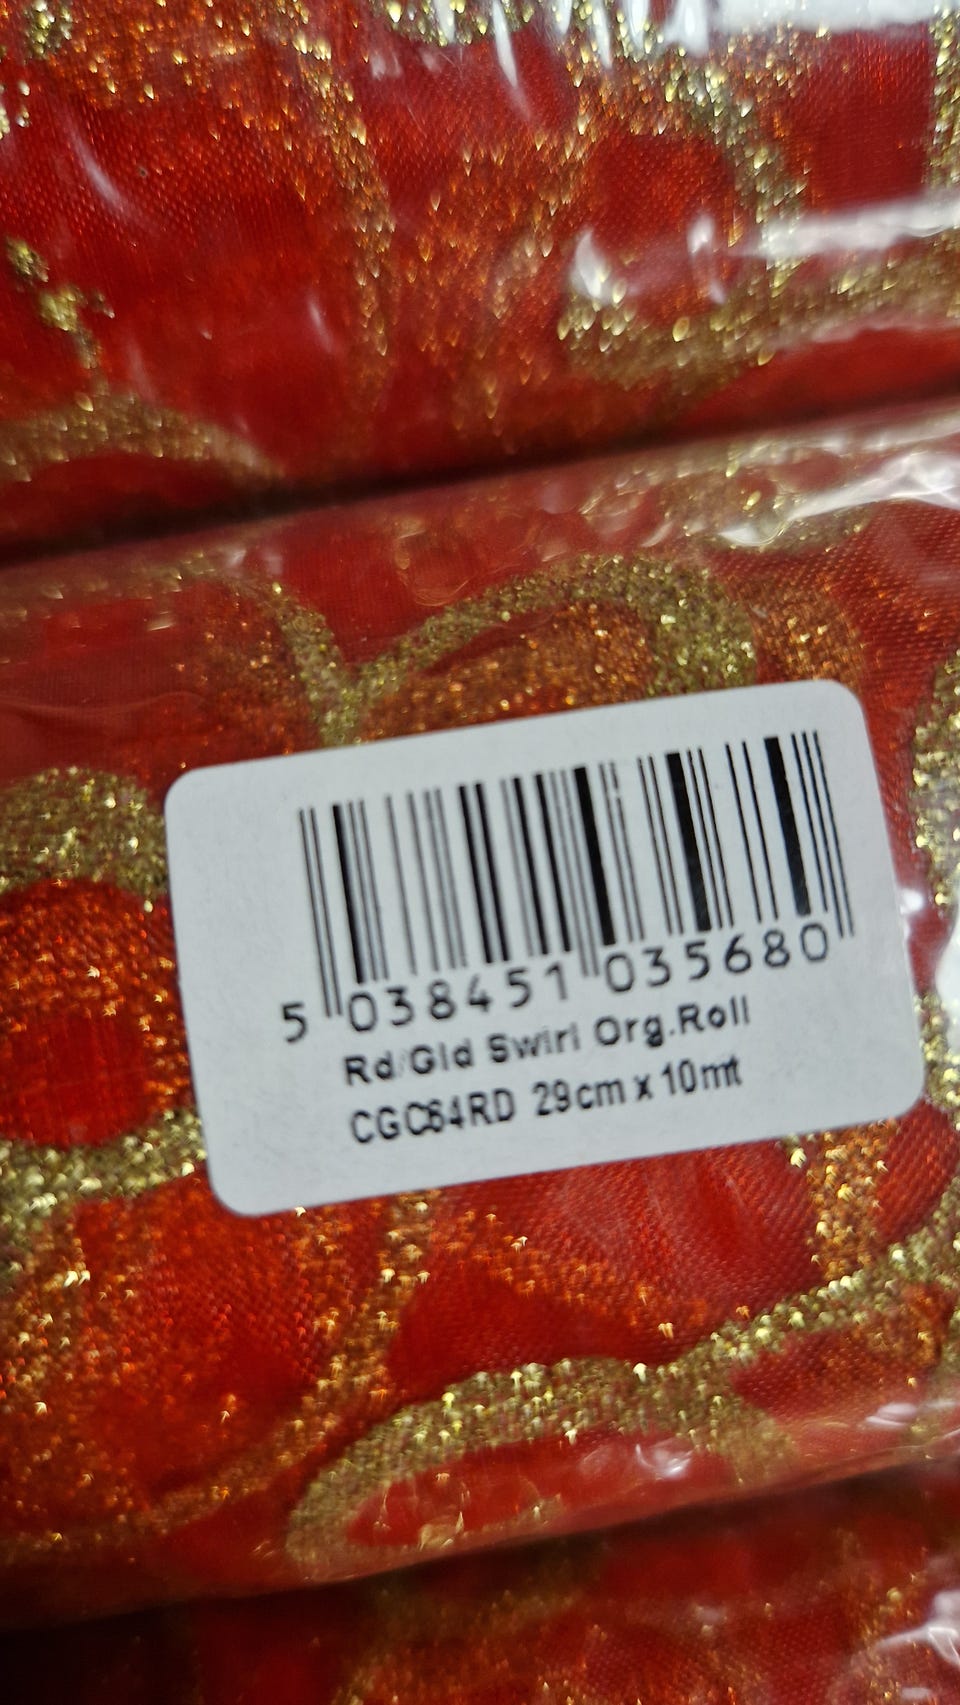 5 038451 035680
Rd/Gld Swirl Org.Roll
CGC64RD 29cm x 10mt